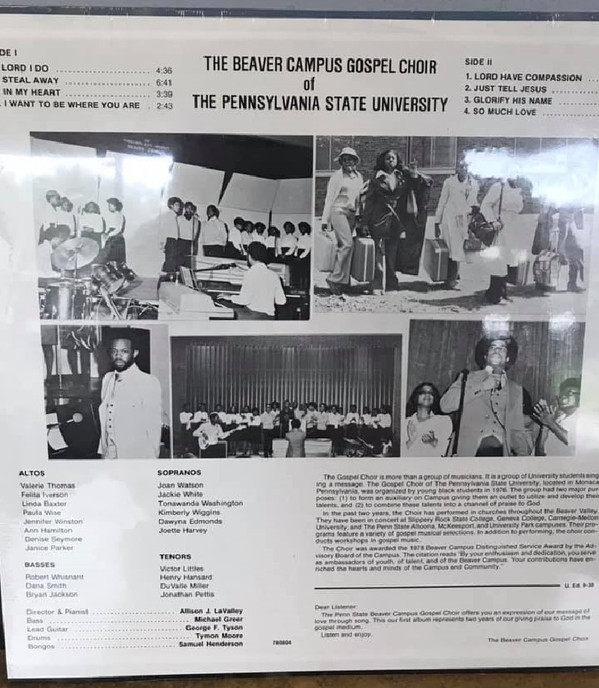 DE I
LORD I DO 4:36
STEAL AWAY 6:41
IN MY HEART 3:39
I WANT TO BE WHERE YOU ARE . 2:43
THE BEAVER CAMPUS GOSPEL CHOIR
of
THE PENNSYLVANIA STATE UNIVERSITY
SIDE II
1. LORD HAVE COMPASSION
2. JUST TELL JESUS
3. GLORIFY HIS NAME
4. SO MUCH LOVE
ALTOS
Valerie Thomas
Felita Iverson
Linda Baxter
Paula Wise
Jennifer Winston
Ann Hamilton
Denise Seymore
Janice Parker
BASSES
Robert Whisnant
Dana Smith
Bryan Jackson
SOPRANOS
Joan Watson
Jackie White
Tonawanda Washington
Kimberly Wiggins
Dawyna Edmonds
Joette Harvey
TENORS
Victor Littles
Henry Hansard
DuValle Miller
Jonathan Pettis
Director & Pianist Allison J. LaValley
Bass Michael Greer
Lead Guitar George F. Tyson
Drums Tymon Moore
Bongos Samuel Henderson
780804
The Gospel Choir is more than a group of musicians. It is a group of University students sing
ing a message. The Gospel Choir of The Pennsylvania State University, located in Monaca
Pennsylvania, was organized by young black students in 1976. The group had two major pur
poses: (1) to form an auxiliary on Campus giving them an outlet to utilize and develop their
talents, and (2) to combine these talents into a channel of praise to God.
In the past two years, the Choir has performed in churches throughout the Beaver Valley.
They have been in concert at Slippery Rock State College, Geneva College, Carnegie-Mellon
University, and The Penn State Altoona, McKeesport, and University Park campuses. Their pro-
grams feature a variety of gospel musical selections. In addition to performing, the choir con-
ducts workshops in gospel music.
The Choir was awarded the 1978 Beaver Campus Distinguished Service Award by the Ad-
visory Board of the Campus. The citation reads "By your enthusiasm and dedication, you serve
as ambassadors of youth, of talent, and of the Beaver Campus. Your contributions have en-
riched the hearts and minds of the Campus and Community."
U. Ed. 9-38
Dear Listener:
The Penn State Beaver Campus Gospel Choir offers you an expression of our message of
love through song. This our first album represents two years of our giving praise to God in the
gospel medium.
Listen and enjoy.
The Beaver Campus Gospel Choir